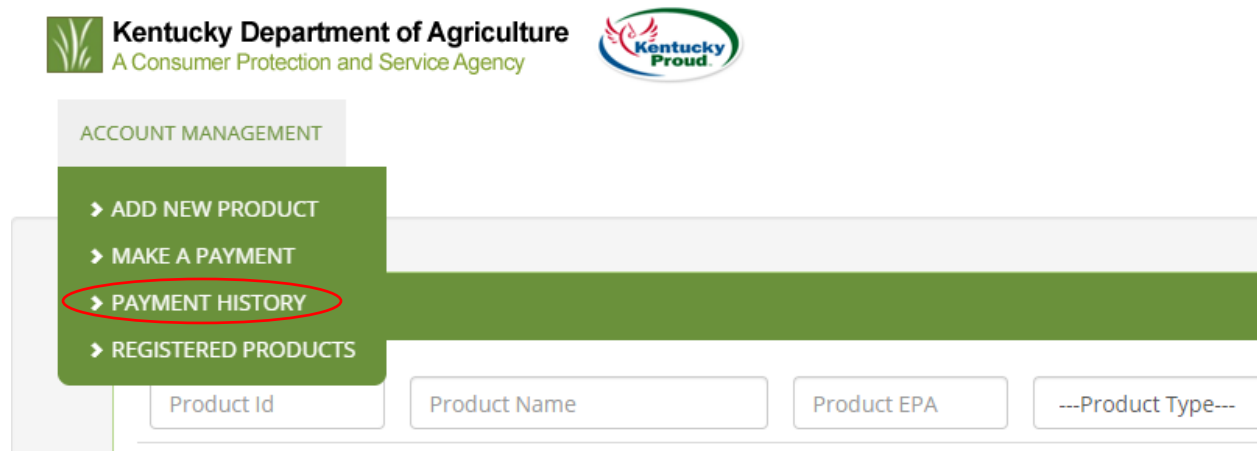 Kentucky Department of Agriculture
A Consumer Protection and Service Agency
Kentucky
Proud
ACCOUNT MANAGEMENT
ADD NEW PRODUCT
MAKE A PAYMENT
PAYMENT HISTORY
REGISTERED PRODUCTS
Product Id
Product Name
Product EPA
---Product Type---